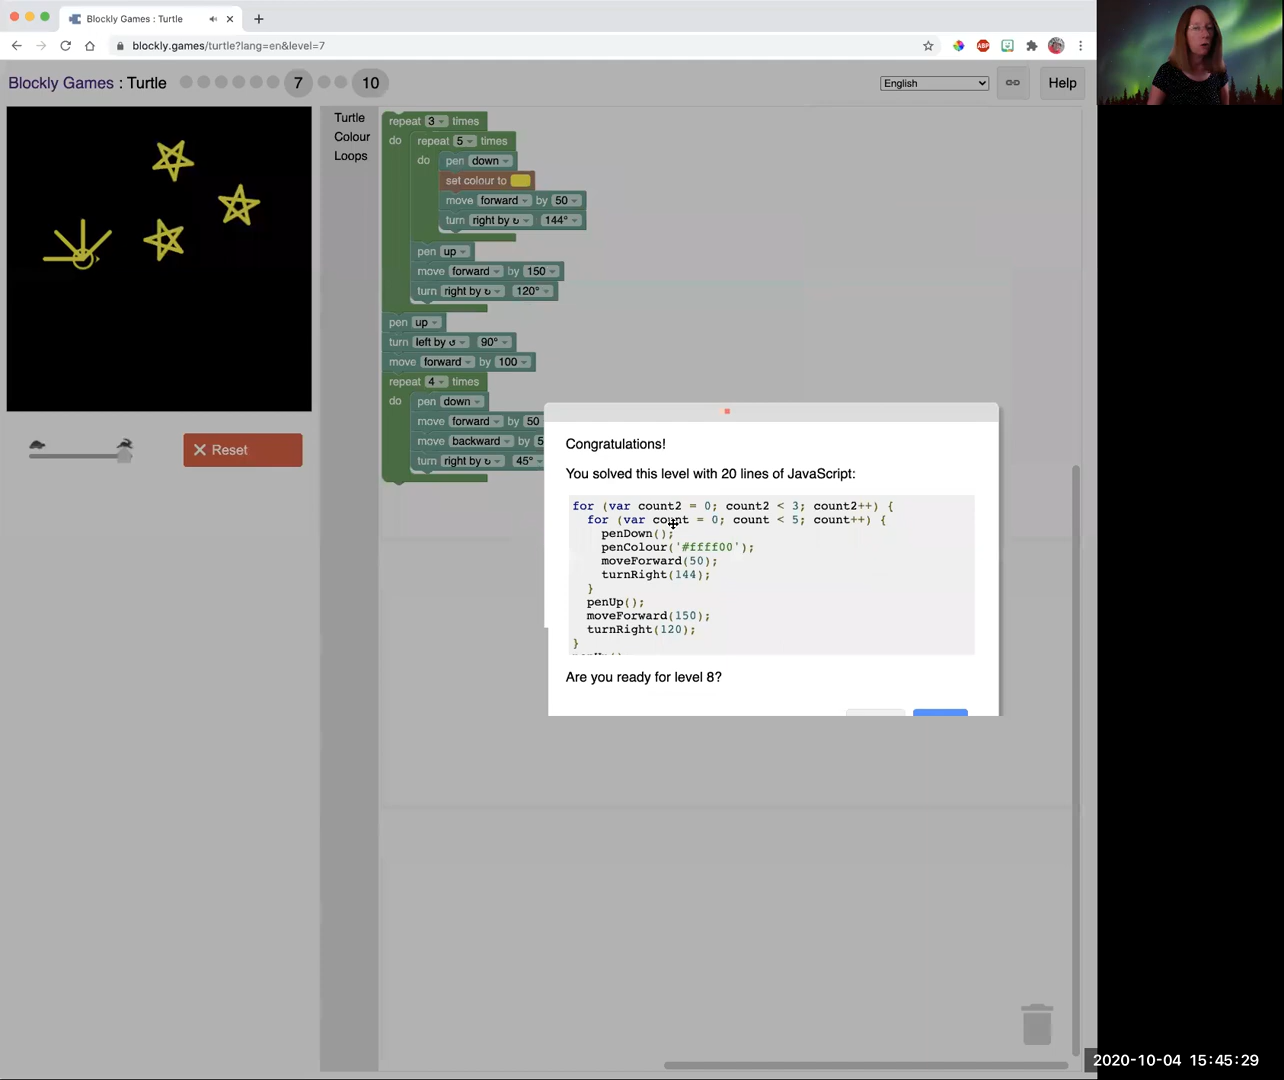 Blockly Games : Turtle
blockly.games/turtle?lang=en&level=7
ABP
Blockly Games : Turtle
7
10
English
Help
Turtle
Colour
Loops
repeat 3 times
do repeat 5 times
do pen down
set colour to
move forward by 50
turn right by ↻ 144°
pen up
move forward by 150
turn right by ↻ 120°
pen up
turn left by ↺ 90°
move forward by 100
repeat 4 times
do pen down
move forward by 50
move backward by 5
turn right by ↻ 45°
Reset
Congratulations!
You solved this level with 20 lines of JavaScript:
for (var count2 = 0; count2 < 3; count2++) {
for (var count = 0; count < 5; count++) {
penDown();
penColour('#ffff00');
moveForward(50);
turnRight(144);
}
penUp();
moveForward(150);
turnRight(120);
}
Are you ready for level 8?
2020-10-04 15:45:29